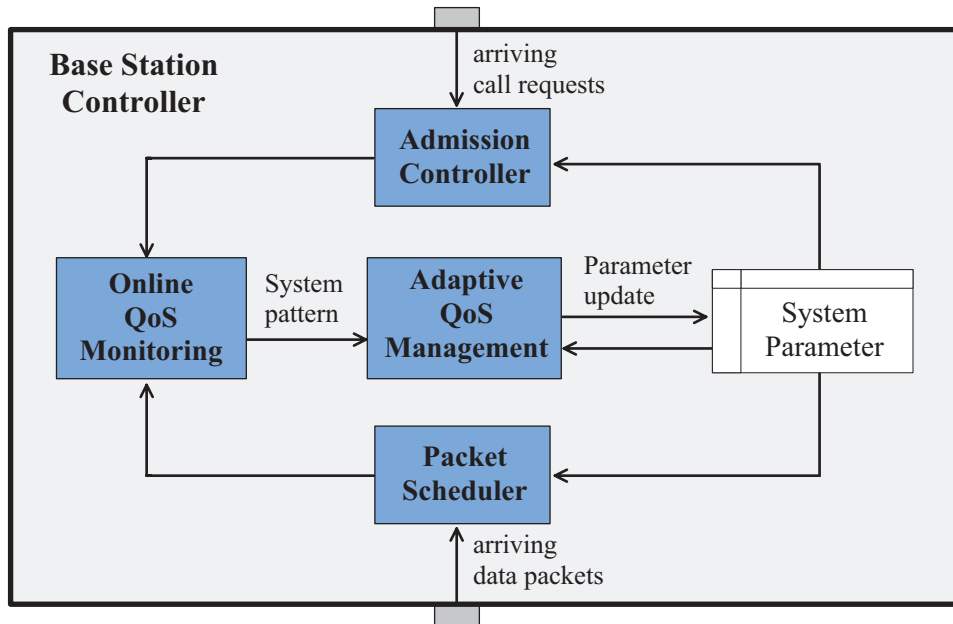 Base Station
Controller
arriving
call requests
Admission
Controller
Online
QoS
Monitoring
System
pattern
Adaptive
QoS
Management
Parameter
update
System
Parameter
Packet
Scheduler
arriving
data packets